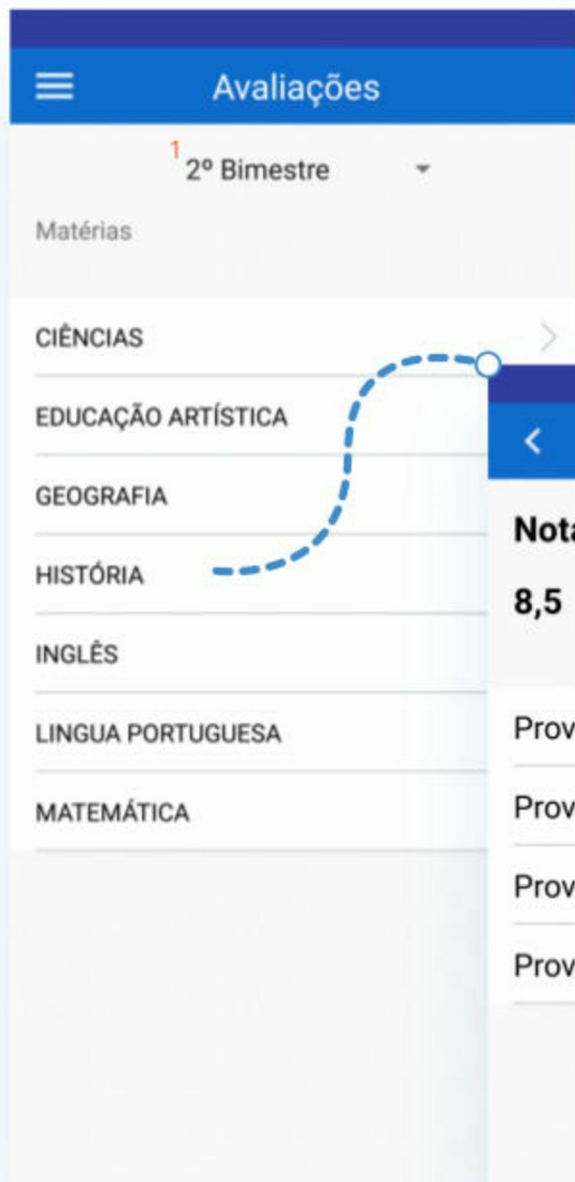 Avaliações
1
2º Bimestre
Matérias
CIÊNCIAS
EDUCAÇÃO ARTÍSTICA
GEOGRAFIA
HISTÓRIA
INGLÊS
LINGUA PORTUGUESA
MATEMÁTICA
8,5